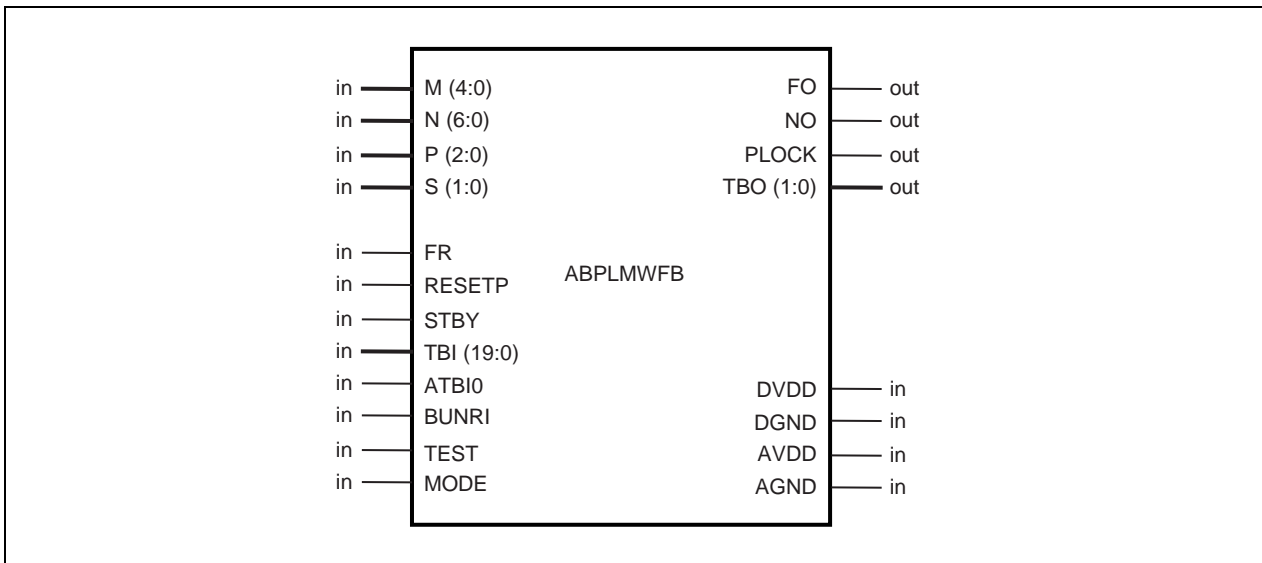 in M (4:0) FO out
in N (6:0) NO out
in P (2:0) PLOCK out
in S (1:0) TBO (1:0) out
in FR
ABPLMWFB
in RESETP
in STBY
in TBI (19:0)
in ATBI0 DVDD in
in BUNRI DGND in
in TEST AVDD in
in MODE AGND in